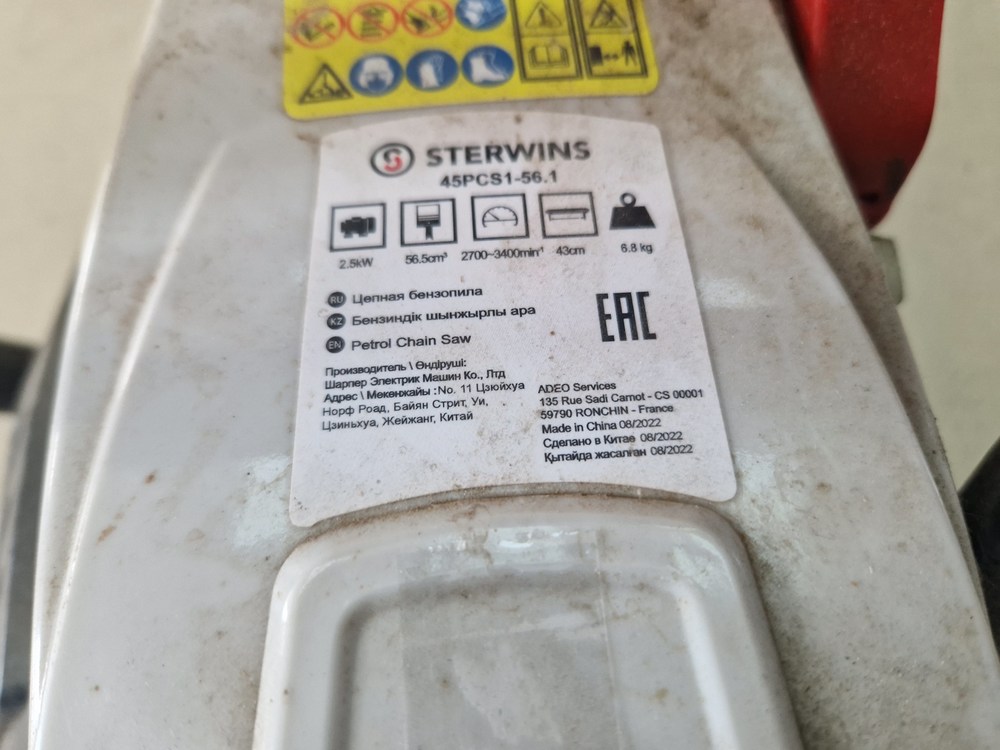 STERWINS
45PCS1-56.1
2.5kW 56.5cm³ 2700~3400min⁻¹ 43cm 6.8 kg
RU Цепная бензопила
KZ Бензиндік шынжырлы ара
EN Petrol Chain Saw
EAC
Производитель \ Өндіруші:
Шарпер Электрик Машин Ко., Лтд
Адрес \ Мекенжайы : No. 11 Цзюйхуа
Норф Роад, Байян Стрит, Уи,
Цзиньхуа, Жейжанг, Китай
ADEO Services
135 Rue Sadi Carnot - CS 00001
59790 RONCHIN - France
Made in China 08/2022
Сделано в Китае 08/2022
Қытайда жасалған 08/2022